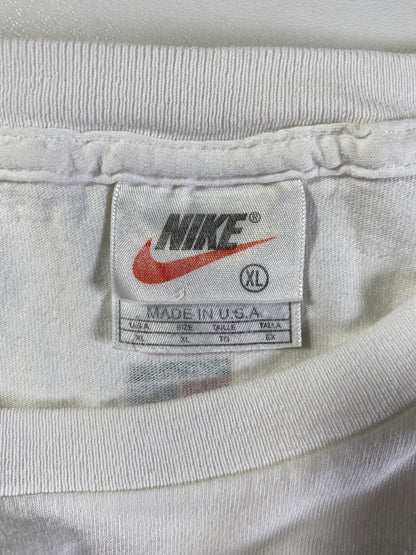 NIKE®
XL
MADE IN U.S.A.
SIZE TAILLE TALLA
XL XL TG EX